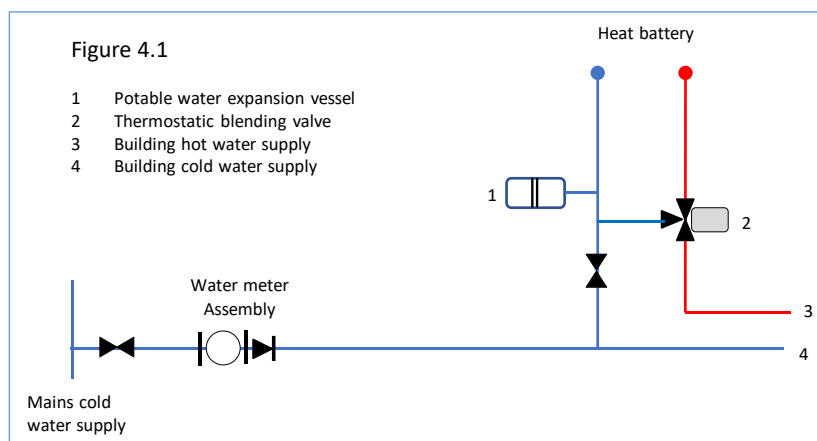 Heat battery
Figure 4.1
1 Potable water expansion vessel
2 Thermostatic blending valve
3 Building hot water supply
4 Building cold water supply
1
2
Water meter
Assembly
3
4
Mains cold
water supply